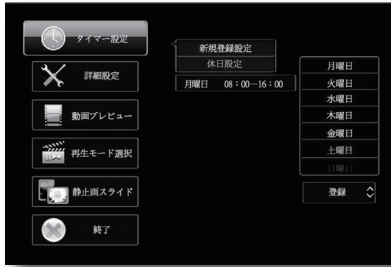 タイマー設定
詳細設定
動画プレビュー
再生モード選択
静止画スライド
終了
新規登録設定
休日設定
月曜日 08:00-16:00
月曜日
火曜日
水曜日
木曜日
金曜日
土曜日
日曜日
登録